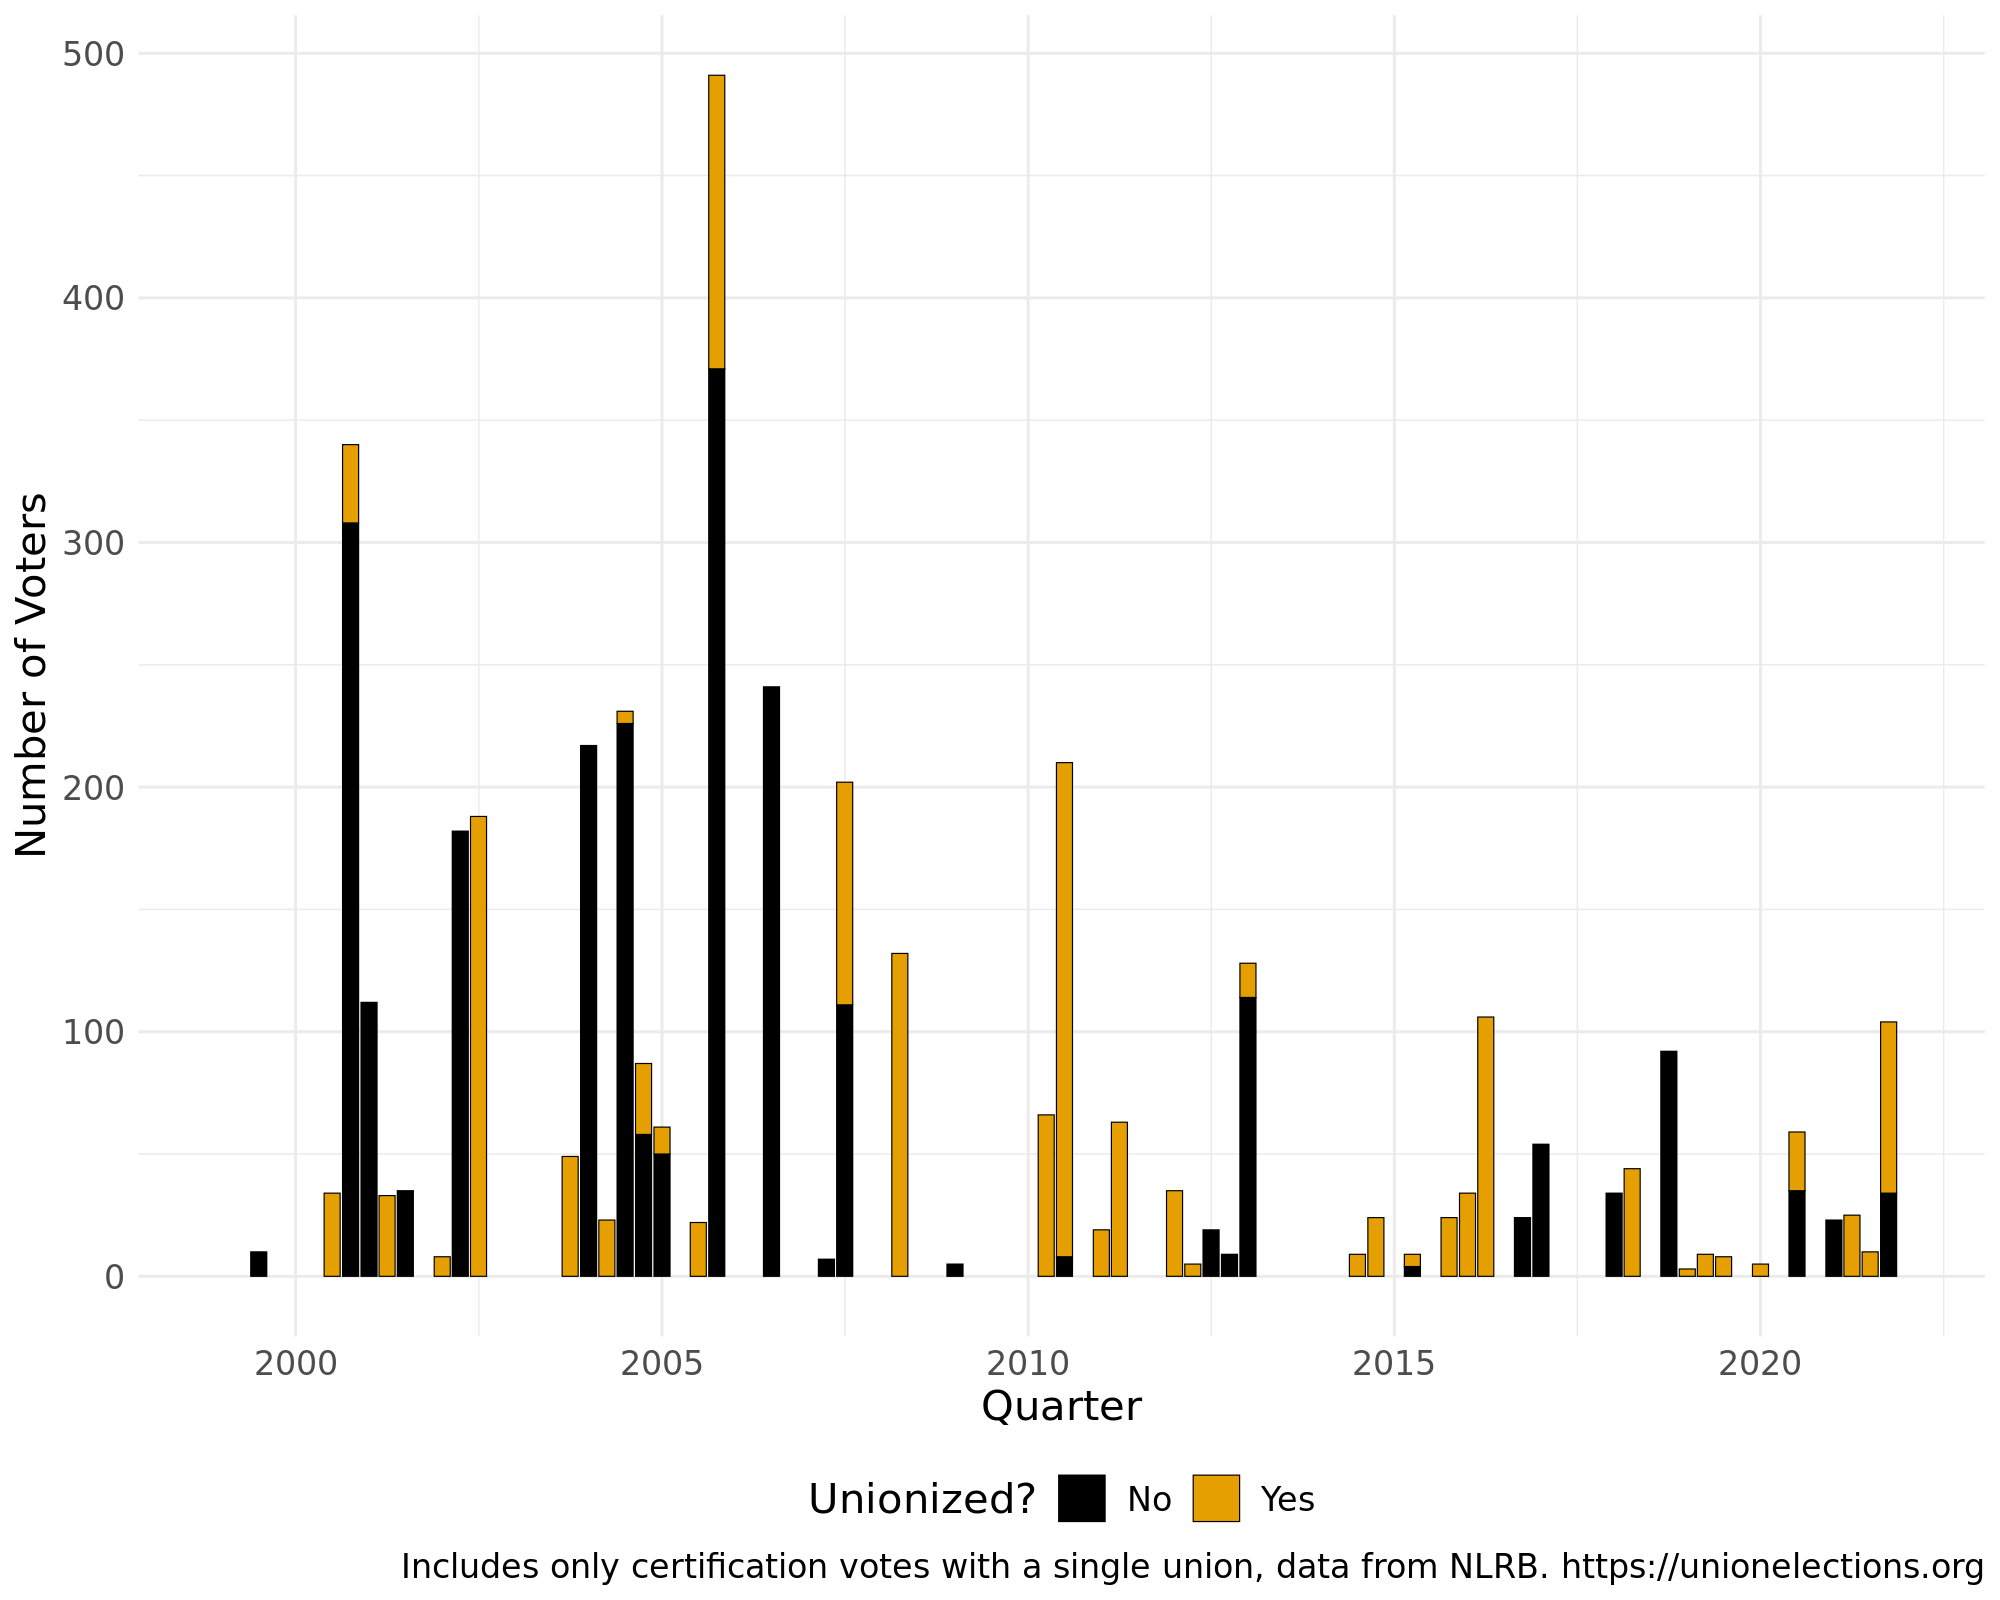 500
400
300
200
100
0
Number of Voters
2000 2005 2010 2015 2020
Quarter
Unionized? No Yes
Includes only certification votes with a single union, data from NLRB. https://unionelections.org